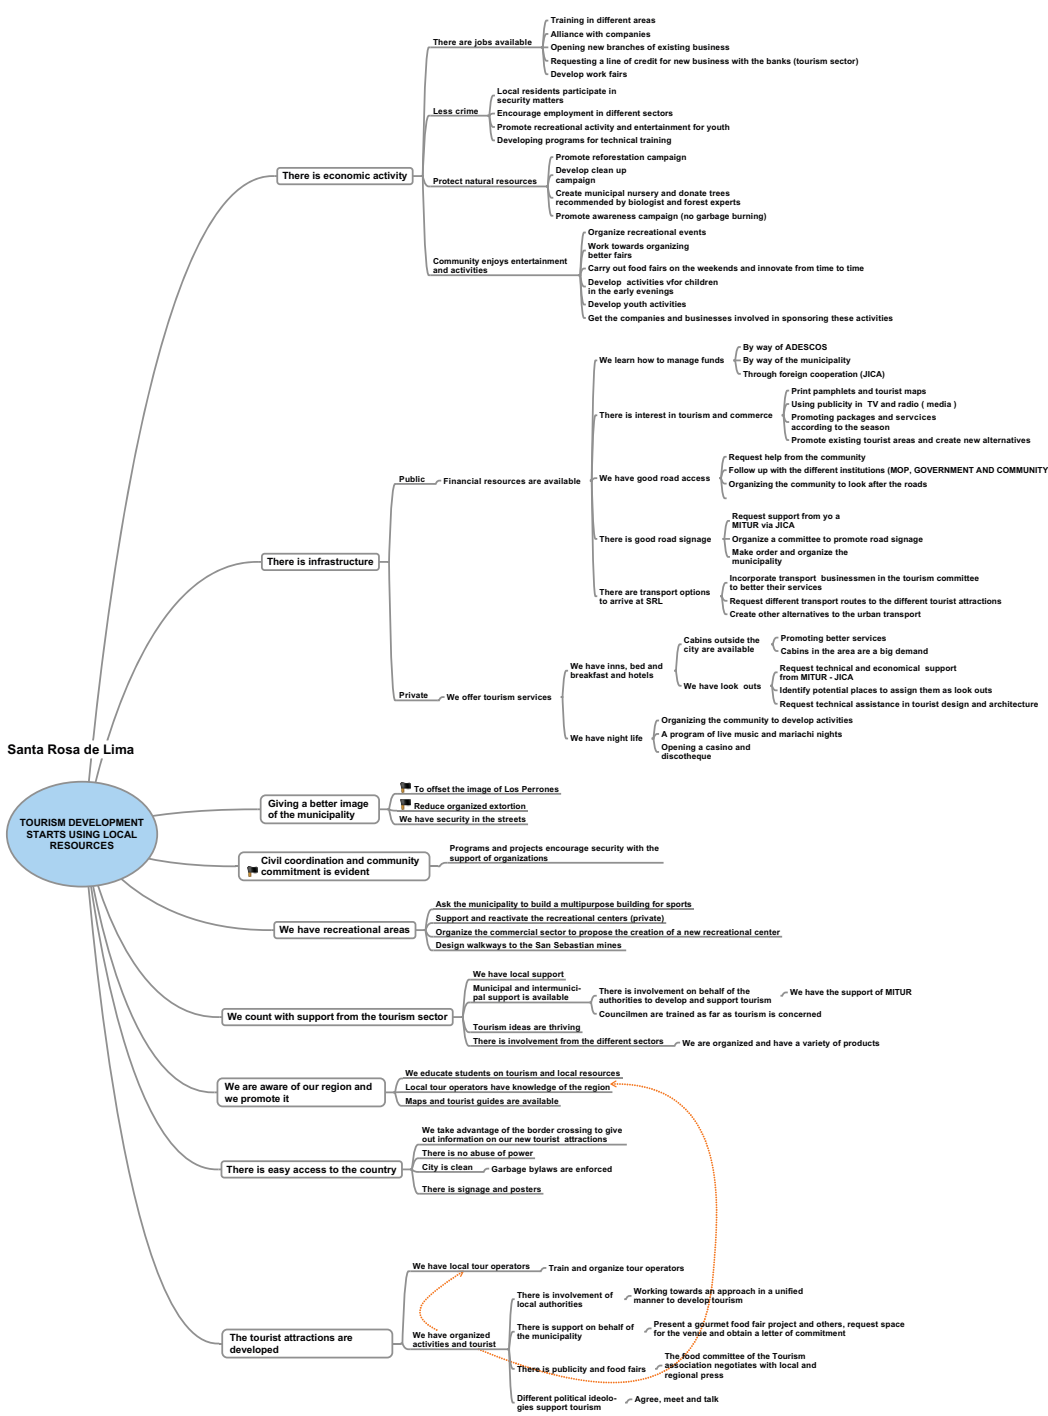 Training in different areas
Alliance with companies
There are jobs available
Opening new branches of existing business
Requesting a line of credit for new business with the banks (tourism sector)
Develop work fairs
Local residents participate in
security matters
Less crime
Encourage employment in different sectors
Promote recreational activity and entertainment for youth
Developing programs for technical training
There is economic activity
Promote reforestation campaign
Develop clean up
campaign
Protect natural resources
Create municipal nursery and donate trees
recommended by biologist and forest experts
Promote awareness campaign (no garbage burning)
Organize recreational events
Work towards organizing
better fairs
Community enjoys entertainment
and activities
Carry out food fairs on the weekends and innovate from time to time
Develop  activities vfor children
in the early evenings
Develop youth activities
Get the companies and businesses involved in sponsoring these activities
By way of ADESCOS
We learn how to manage funds
By way of the municipality
Through foreign cooperation (JICA)
Print pamphlets and tourist maps
Using publicity in  TV and radio ( media )
There is interest in tourism and commerce
Promoting packages and servcices
according to the season
Promote existing tourist areas and create new alternatives
Request help from the community
Public
Financial resources are available
We have good road access
Follow up with the different institutions (MOP, GOVERNMENT AND COMMUNITY
Organizing the community to look after the roads
Request support from yo a
MITUR via JICA
There is good road signage
Organize a committee to promote road signage
Make order and organize the
municipality
There is infrastructure
There are transport options
to arrive at SRL
Incorporate transport  businessmen in the tourism committee
to better their services
Request different transport routes to the different tourist attractions
Create other alternatives to the urban transport
Cabins outside the
city are available
Promoting better services
Cabins in the area are a big demand
We have inns, bed and
breakfast and hotels
We have look  outs
Request technical and economical  support
from MITUR - JICA
Identify potential places to assign them as look outs
Request technical assistance in tourist design and architecture
Private
We offer tourism services
We have night life
Organizing the community to develop activities
A program of live music and mariachi nights
Opening a casino and
discotheque
Santa Rosa de Lima
TOURISM DEVELOPMENT
STARTS USING LOCAL
RESOURCES
Giving a better image
of the municipality
To offset the image of Los Perrones
Reduce organized extortion
We have security in the streets
Civil coordination and community
commitment is evident
Programs and projects encourage security with the
support of organizations
We have recreational areas
Ask the municipality to build a multipurpose building for sports
Support and reactivate the recreational centers (private)
Organize the commercial sector to propose the creation of a new recreational center
Design walkways to the San Sebastian mines
We count with support from the tourism sector
We have local support
Municipal and intermunici-
pal support is available
There is involvement on behalf of the
authorities to develop and support tourism
We have the support of MITUR
Councilmen are trained as far as tourism is concerned
Tourism ideas are thriving
There is involvement from the different sectors
We are organized and have a variety of products
We are aware of our region and
we promote it
We educate students on tourism and local resources
Local tour operators have knowledge of the region
Maps and tourist guides are available
There is easy access to the country
We take advantage of the border crossing to give
out information on our new tourist  attractions
There is no abuse of power
City is clean
Garbage bylaws are enforced
There is signage and posters
The tourist attractions are
developed
We have local tour operators
Train and organize tour operators
We have organized
activities and tourist
There is involvement of
local authorities
Working towards an approach in a unified
manner to develop tourism
There is support on behalf of
the municipality
Present a gourmet food fair project and others, request space
for the venue and obtain a letter of commitment
There is publicity and food fairs
The food committee of the Tourism
association negotiates with local and
regional press
Different political ideolo-
gies support tourism
Agree, meet and talk